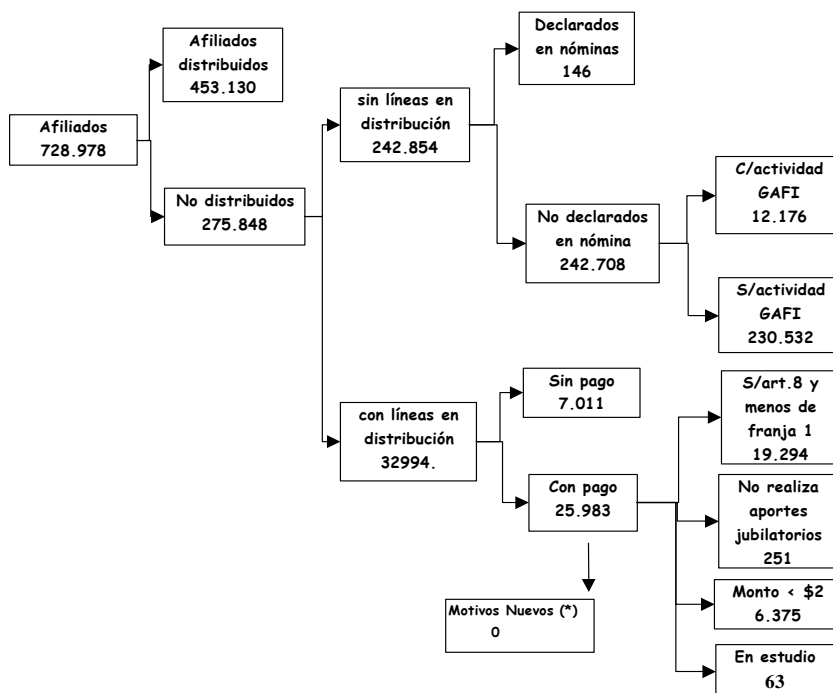 Afiliados
728.978
Afiliados
distribuidos
453.130
No distribuidos
275.848
sin líneas en
distribución
242.854
con líneas en
distribución
32994.
Declarados
en nóminas
146
No declarados
en nómina
242.708
Sin pago
7.011
Con pago
25.983
Motivos Nuevos (*)
0
C/actividad
GAFI
12.176
S/actividad
GAFI
230.532
S/art.8 y
menos de
franja 1
19.294
No realiza
aportes
jubilatorios
251
Monto < $2
6.375
En estudio
63